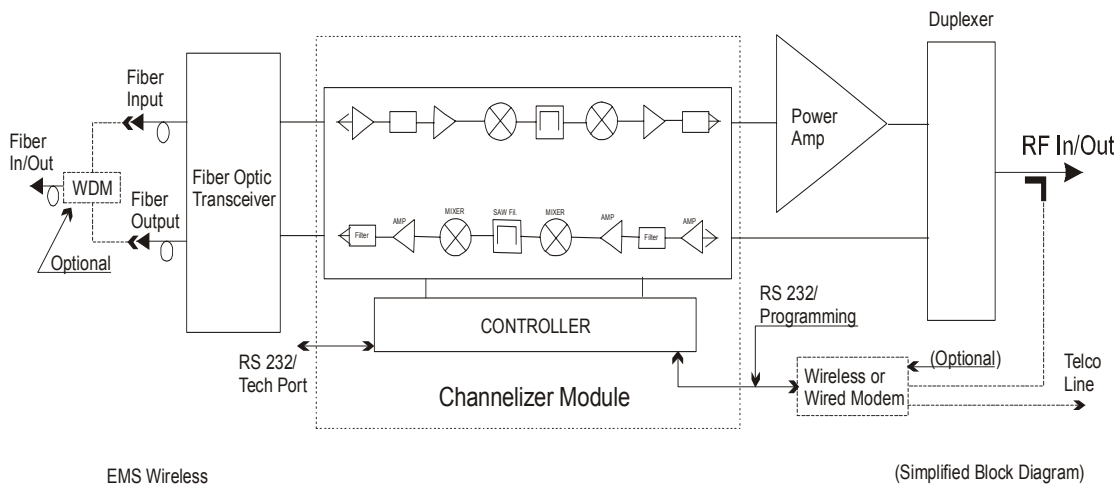 Duplexer
Fiber
Input
Power
Amp
Fiber
In/Out
RF In/Out
WDM
Fiber Optic
Transceiver
Fiber
Output
MIXER
SAW Fil.
MIXER
AMP
AMP
AMP
Filter
Filter
Optional
RS 232/
Programming
CONTROLLER
RS 232/
Tech Port
(Optional)
Telco
Line
Wireless or
Wired Modem
Channelizer Module
EMS Wireless
(Simplified Block Diagram)